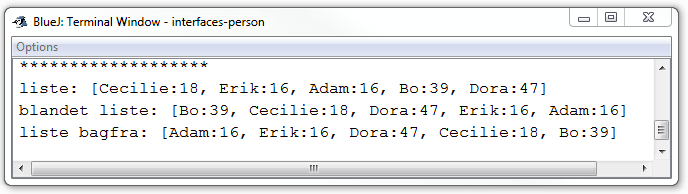 BlueJ: Terminal Window - interfaces-person
Options
*******************
liste: [Cecilie:18, Erik:16, Adam:16, Bo:39, Dora:47]
blandet liste: [Bo:39, Cecilie:18, Dora:47, Erik:16, Adam:16]
liste bagfra: [Adam:16, Erik:16, Dora:47, Cecilie:18, Bo:39]